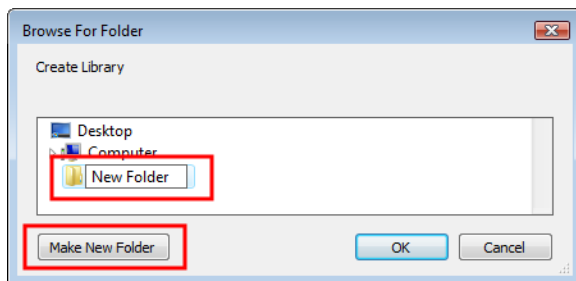 Browse For Folder
Create Library
Desktop
Computer
New Folder
Make New Folder
OK
Cancel